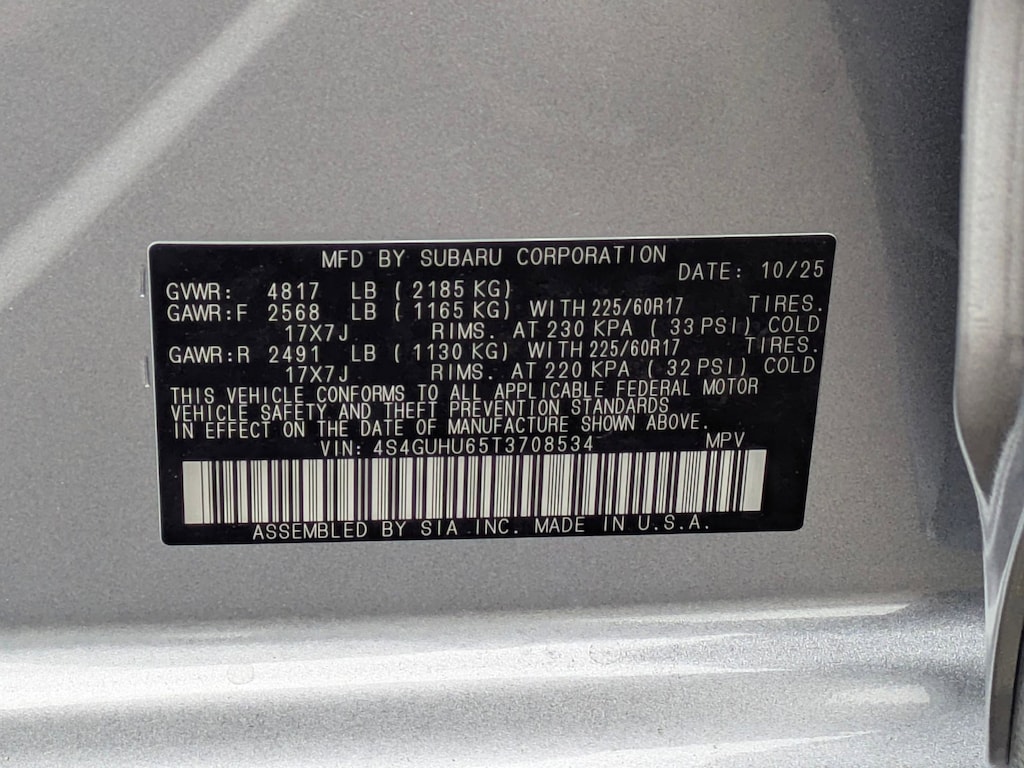 MFD BY SUBARU CORPORATION DATE: 10/25
GVWR: 4817 LB ( 2185 KG)
GAWR:F 2568 LB ( 1165 KG) WITH 225/60R17 TIRES.
17X7J RIMS. AT 230 KPA ( 33 PSI) COLD
GAWR:R 2491 LB ( 1130 KG) WITH 225/60R17 TIRES.
17X7J RIMS. AT 220 KPA ( 32 PSI) COLD
THIS VEHICLE CONFORMS TO ALL APPLICABLE FEDERAL MOTOR
VEHICLE SAFETY AND THEFT PREVENTION STANDARDS
IN EFFECT ON THE DATE OF MANUFACTURE SHOWN ABOVE.
VIN: 4S4GUHU65T3708534 MPV
ASSEMBLED BY SIA INC. MADE IN U.S.A.